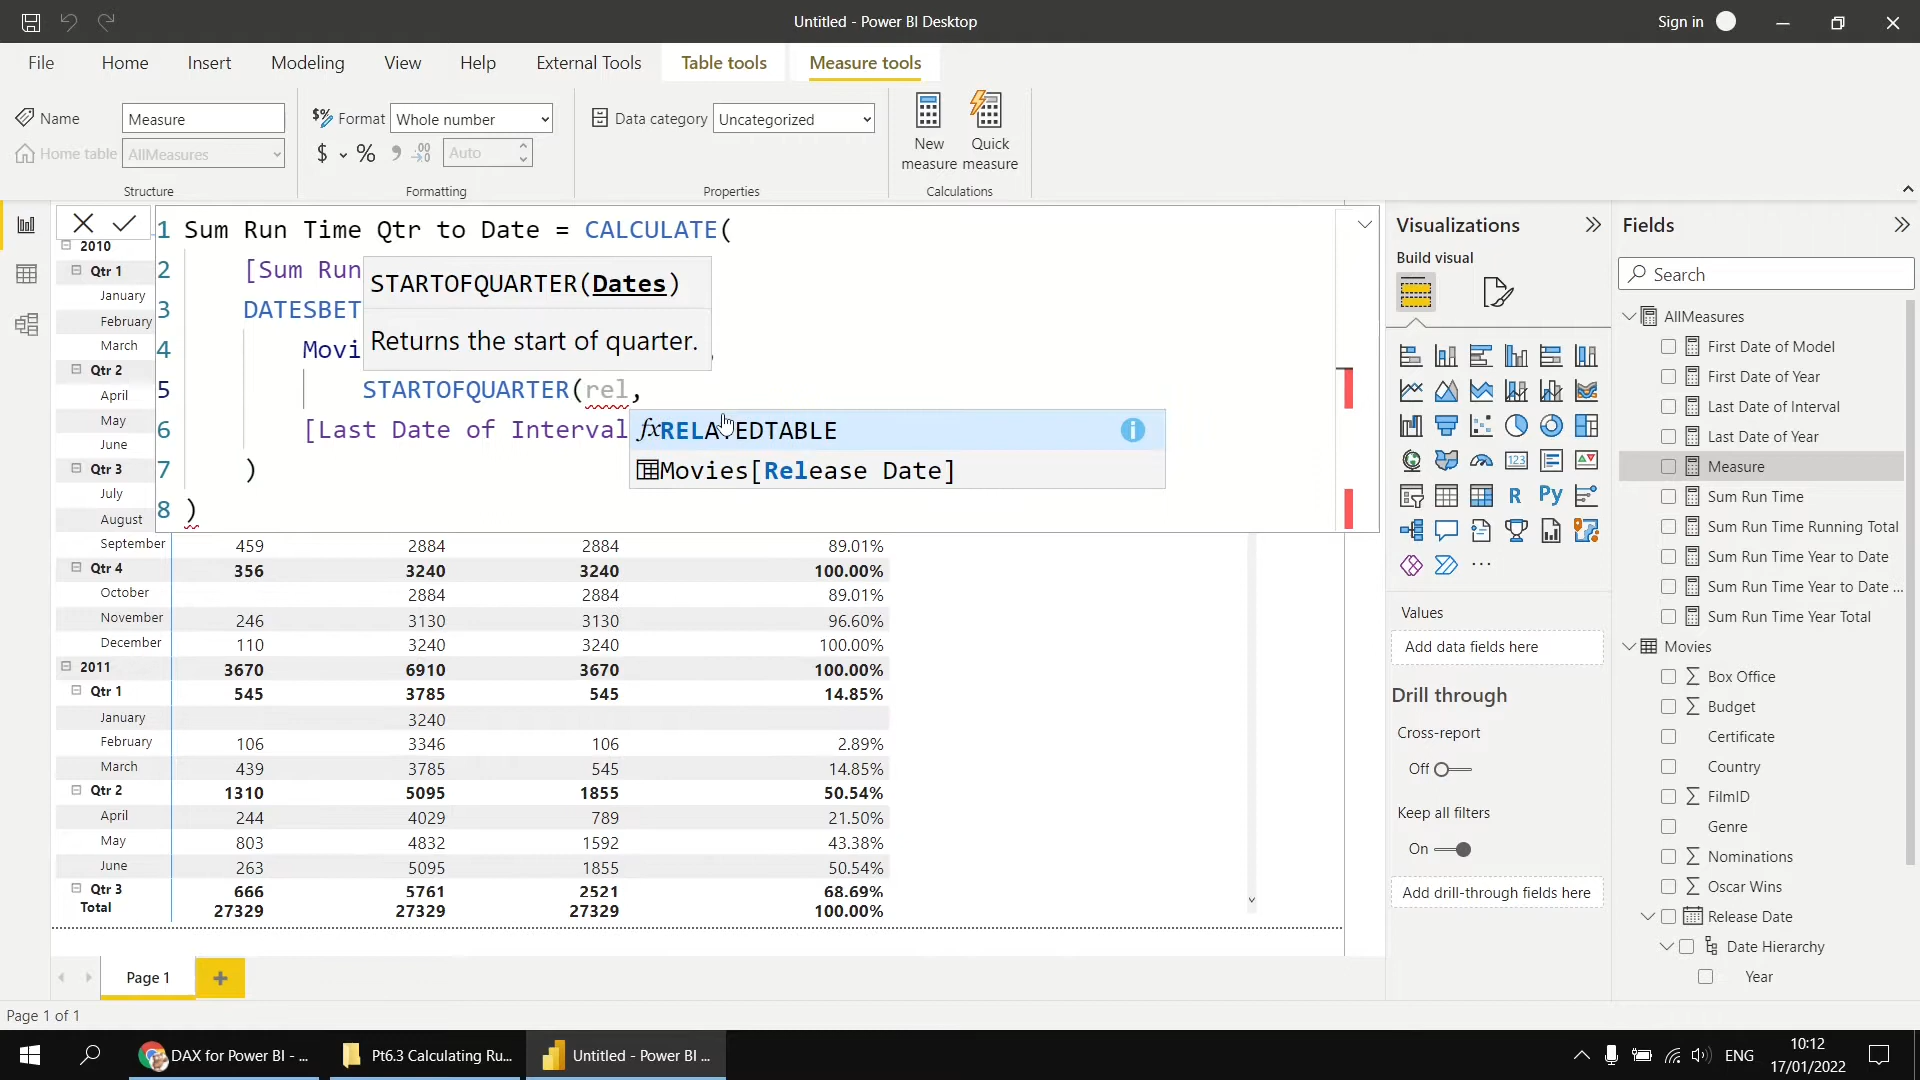 Untitled - Power BI Desktop
Sign in
File Home Insert Modeling View Help External Tools Table tools Measure tools
Name Measure
Home table AllMeasures
Structure
$% Format Whole number
$ % , .00 Auto
Formatting
Data category Uncategorized
Properties
New measure
Quick measure
Calculations
1 Sum Run Time Qtr to Date = CALCULATE(
2 [Sum Run
3 DATESBET
4 Movi ,
5 STARTOFQUARTER(rel,
6 [Last Date of Interval
7 )
8 )
STARTOFQUARTER(Dates)
Returns the start of quarter.
fx RELATEDTABLE
Movies[Release Date]
2010
Qtr 1
January
February
March
Qtr 2
April
May
June
Qtr 3
July
August
September 459 2884 2884 89.01%
Qtr 4 356 3240 3240 100.00%
October 2884 2884 89.01%
November 246 3130 3130 96.60%
December 110 3240 3240 100.00%
2011 3670 6910 3670 100.00%
Qtr 1 545 3785 545 14.85%
January 3240
February 106 3346 106 2.89%
March 439 3785 545 14.85%
Qtr 2 1310 5095 1855 50.54%
April 244 4029 789 21.50%
May 803 4832 1592 43.38%
June 263 5095 1855 50.54%
Qtr 3 666 5761 2521 68.69%
Total 27329 27329 27329 100.00%
Page 1
Page 1 of 1
Visualizations
Build visual
R Py 123
Values
Add data fields here
Drill through
Cross-report
Off
Keep all filters
On
Add drill-through fields here
Fields
Search
AllMeasures
First Date of Model
First Date of Year
Last Date of Interval
Last Date of Year
Measure
Sum Run Time
Sum Run Time Running Total
Sum Run Time Year to Date
Sum Run Time Year to Date ...
Sum Run Time Year Total
Movies
Box Office
Budget
Certificate
Country
FilmID
Genre
Nominations
Oscar Wins
Release Date
Date Hierarchy
Year
DAX for Power BI - ...
Pt6.3 Calculating Ru...
Untitled - Power BI ...
ENG
10:12
17/01/2022